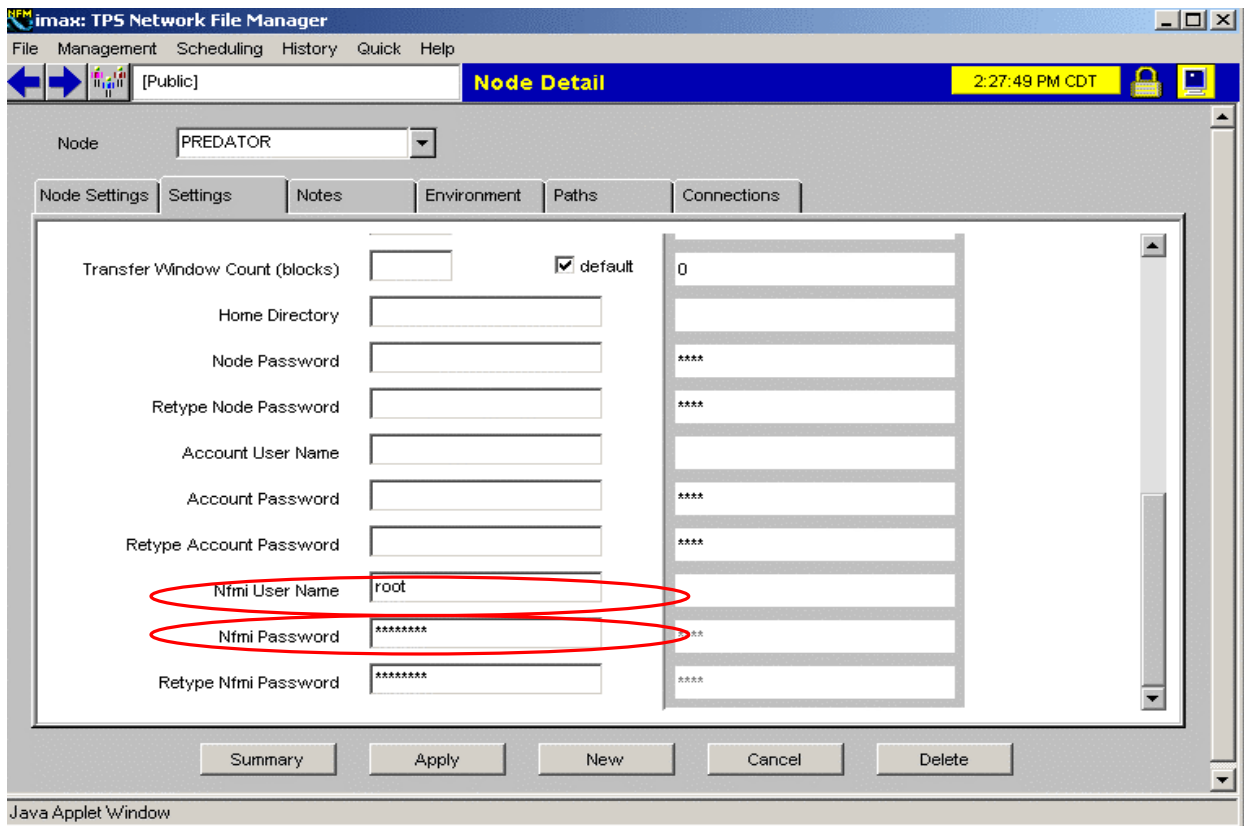 NFM imax: TPS Network File Manager
File Management Scheduling History Quick Help
[Public] Node Detail 2:27:49 PM CDT
Node PREDATOR
Node Settings Settings Notes Environment Paths Connections
Transfer Window Count (blocks) default 0
Home Directory
Node Password ****
Retype Node Password ****
Account User Name
Account Password ****
Retype Account Password ****
Nfmi User Name root
Nfmi Password ******** ****
Retype Nfmi Password ******** ****
Summary Apply New Cancel Delete
Java Applet Window